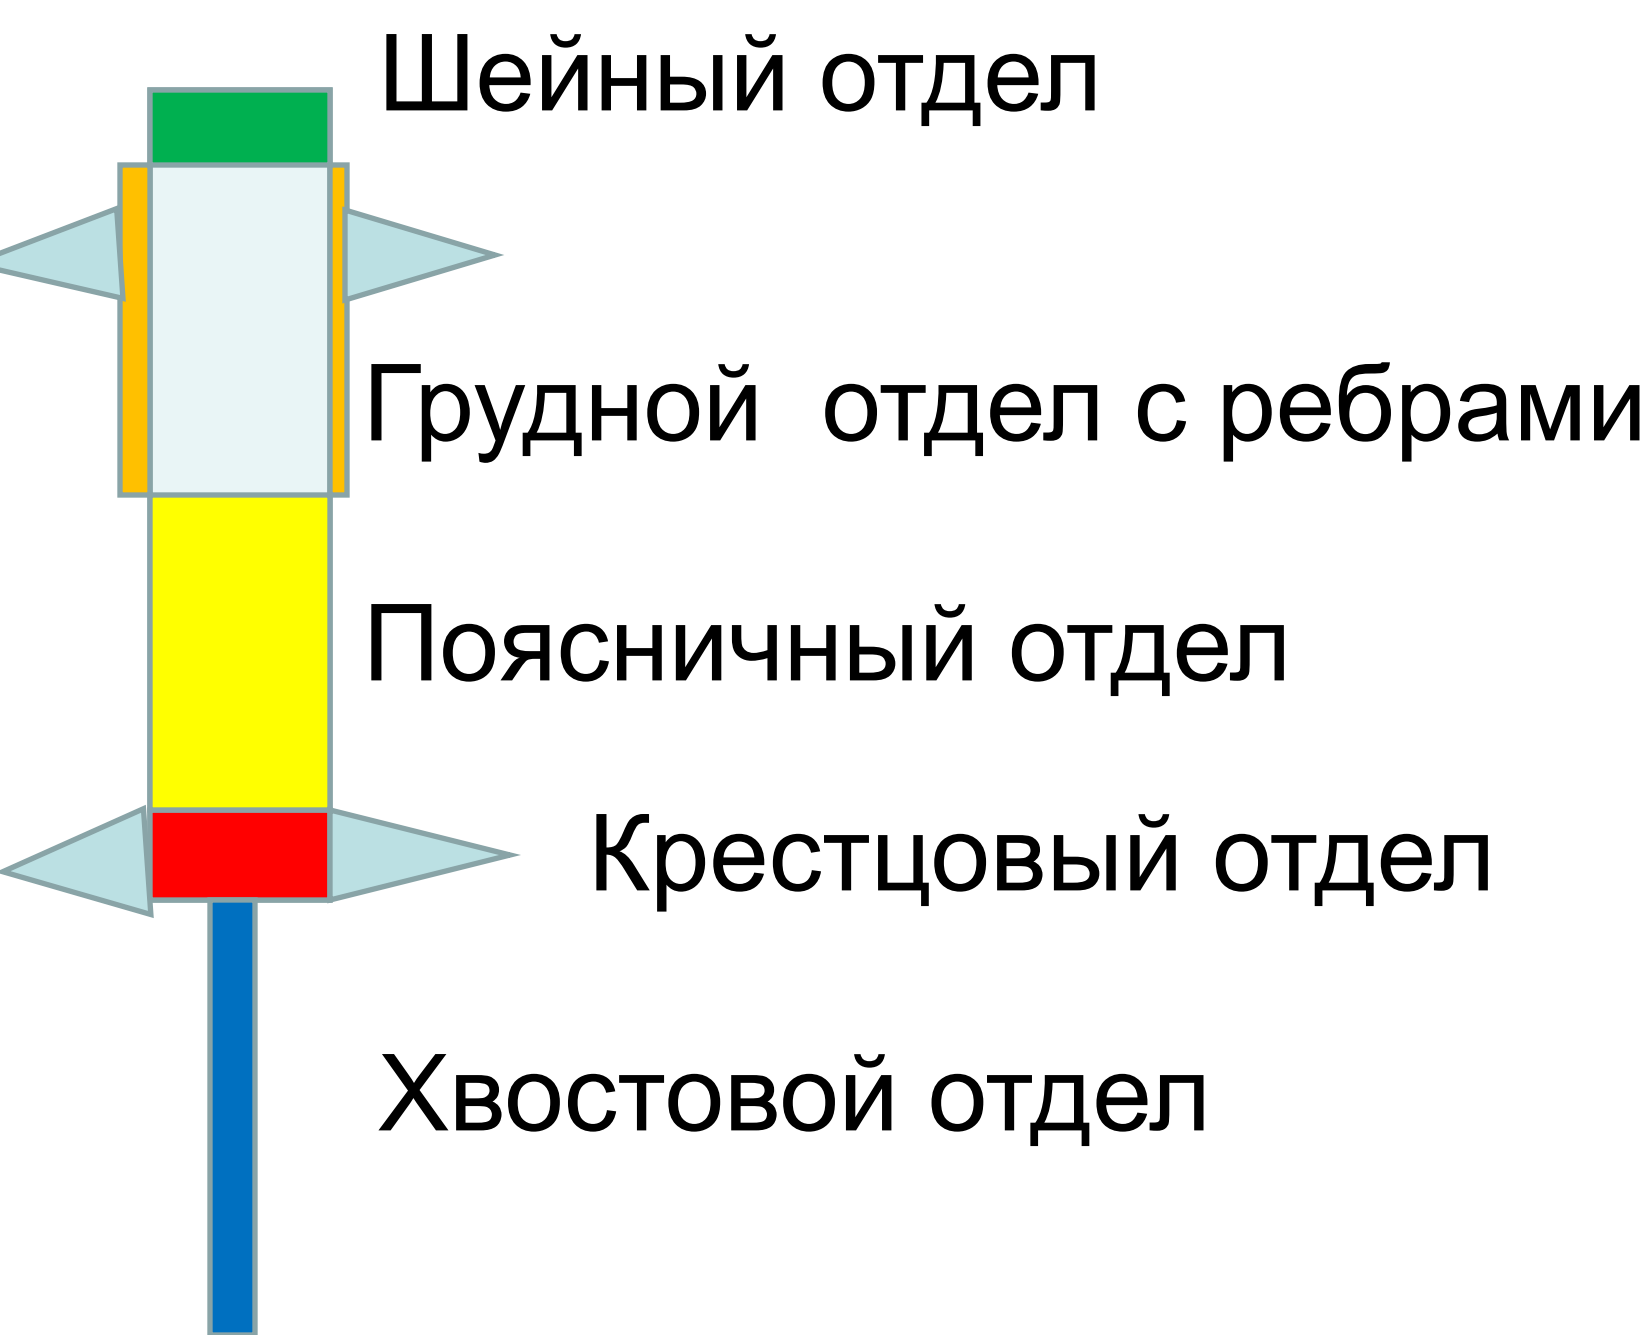 Шейный отдел
Грудной отдел с ребрами
Поясничный отдел
Крестцовый отдел
Хвостовой отдел